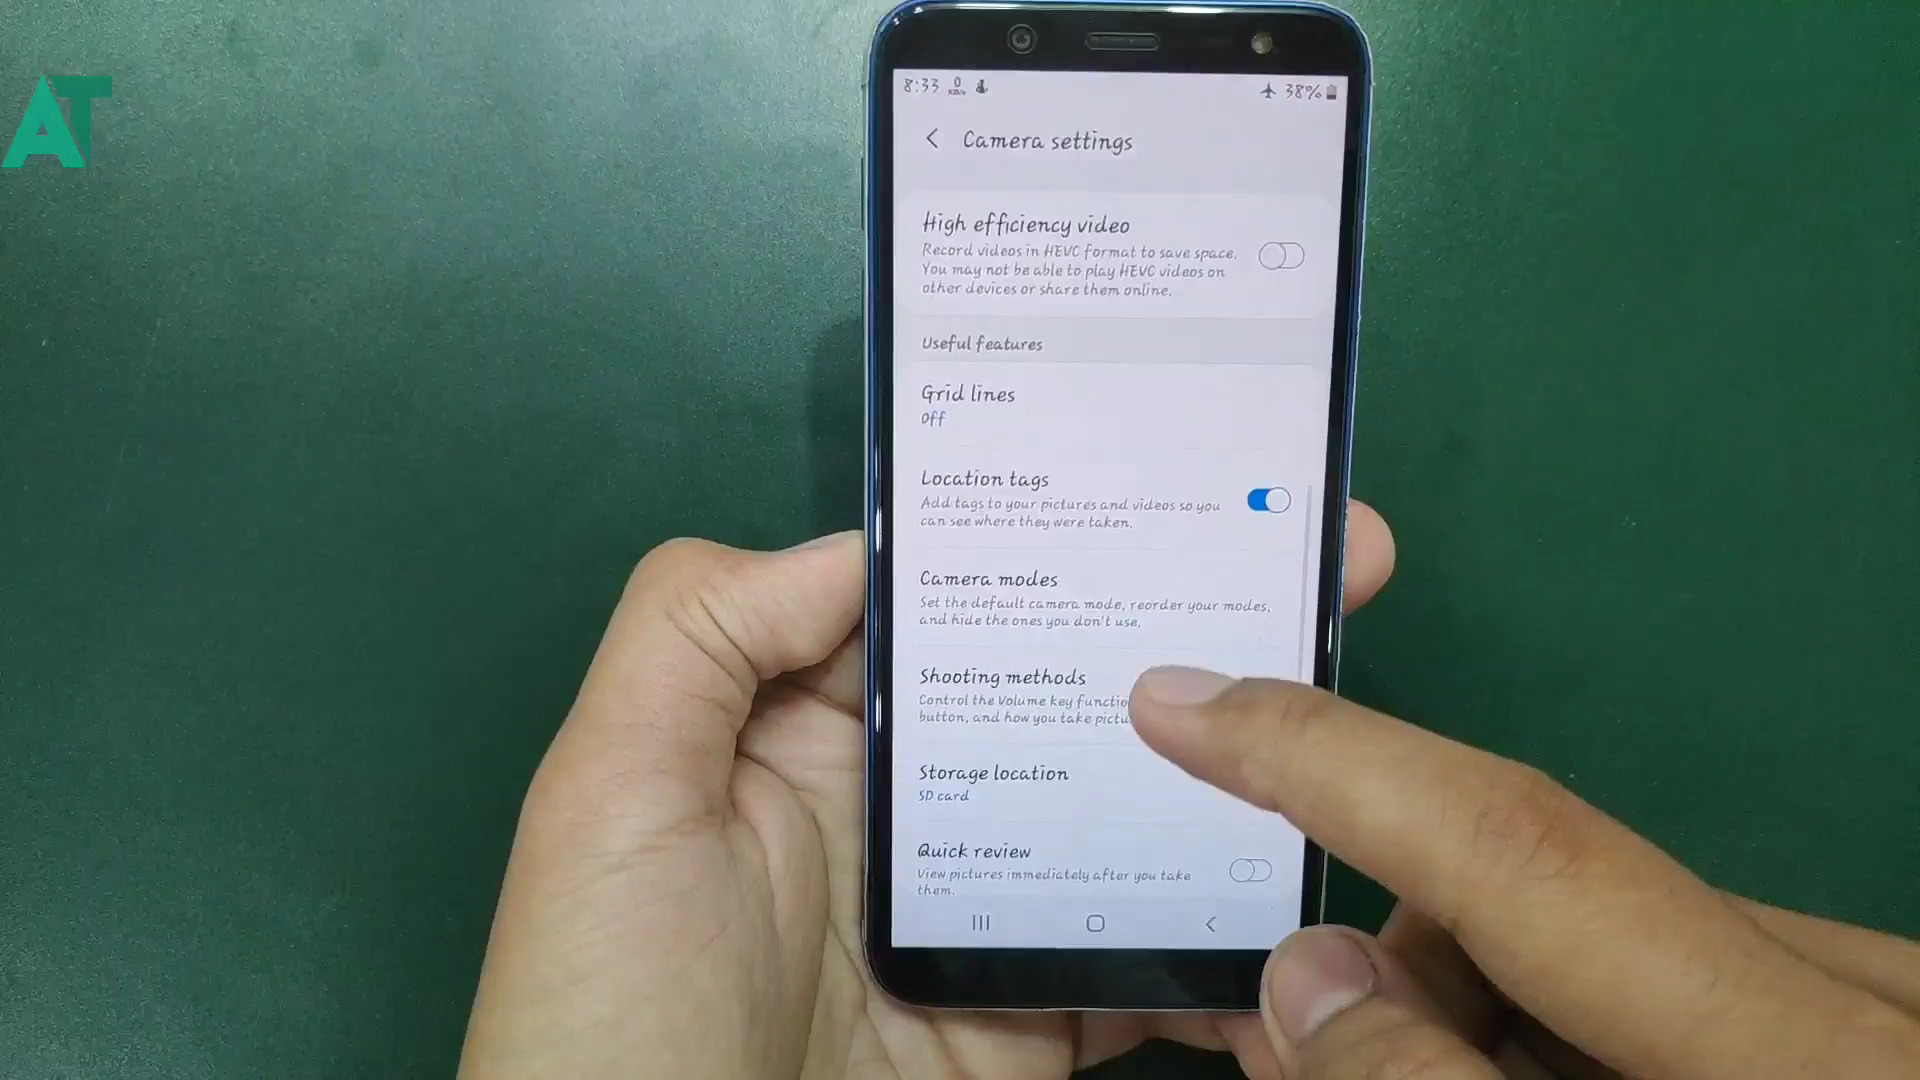 AT
8:33 0 KB/s 38%
Camera settings
High efficiency video
Record videos in HEVC format to save space.
You may not be able to play HEVC videos on
other devices or share them online.
Useful features
Grid lines
Off
Location tags
Add tags to your pictures and videos so you
can see where they were taken.
Camera modes
Set the default camera mode, reorder your modes,
and hide the ones you don't use.
Shooting methods
Control the Volume key
button, and how you take
Storage location
SD card
Quick review
View pictures immediately after you take
them.